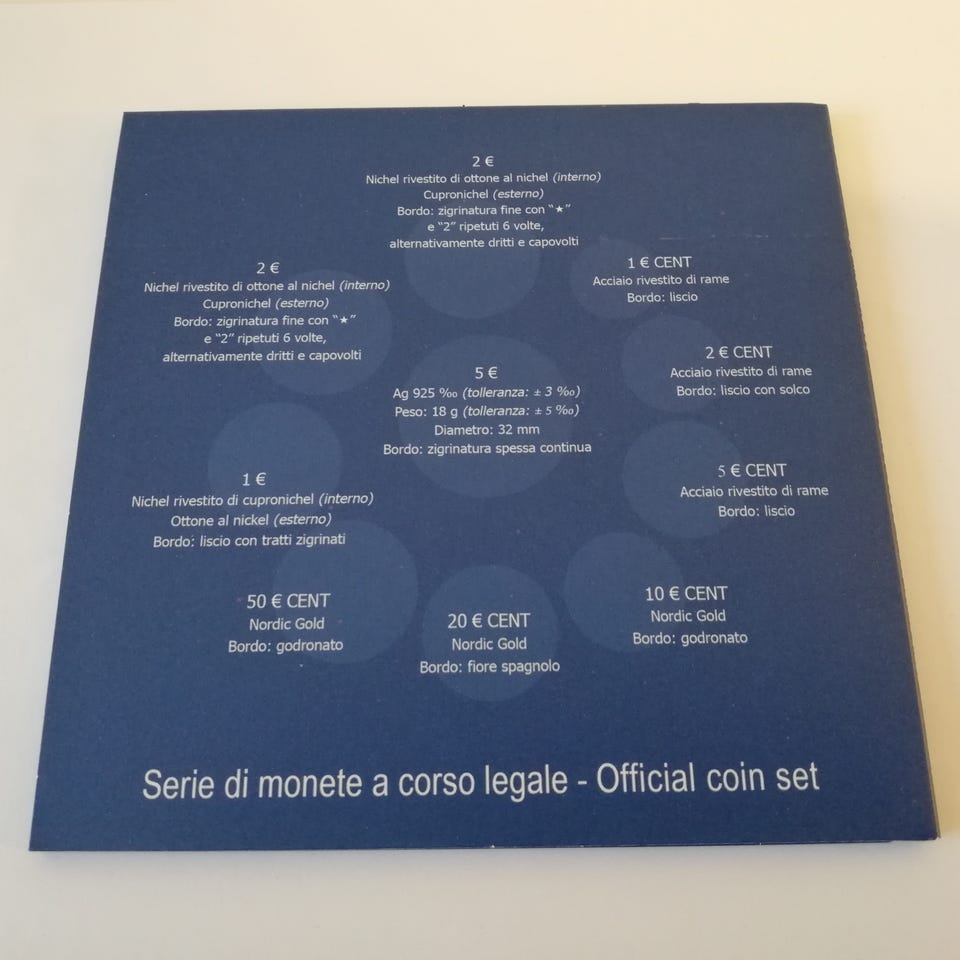 2 €
Nichel rivestito di ottone al nichel (interno)
Cupronichel (esterno)
Bordo: zigrinatura fine con “★”
e “2” ripetuti 6 volte,
alternativamente dritti e capovolti
2 €
Nichel rivestito di ottone al nichel (interno)
Cupronichel (esterno)
Bordo: zigrinatura fine con “★”
e “2” ripetuti 6 volte,
alternativamente dritti e capovolti
1 € CENT
Acciaio rivestito di rame
Bordo: liscio
2 € CENT
Acciaio rivestito di rame
Bordo: liscio con solco
5 €
Ag 925 ‰ (tolleranza: ± 3 ‰)
Peso: 18 g (tolleranza: ± 5 ‰)
Diametro: 32 mm
Bordo: zigrinatura spessa continua
1 €
Nichel rivestito di cupronichel (interno)
Ottone al nickel (esterno)
Bordo: liscio con tratti zigrinati
5 € CENT
Acciaio rivestito di rame
Bordo: liscio
50 € CENT
Nordic Gold
Bordo: godronato
20 € CENT
Nordic Gold
Bordo: fiore spagnolo
10 € CENT
Nordic Gold
Bordo: godronato
Serie di monete a corso legale - Official coin set